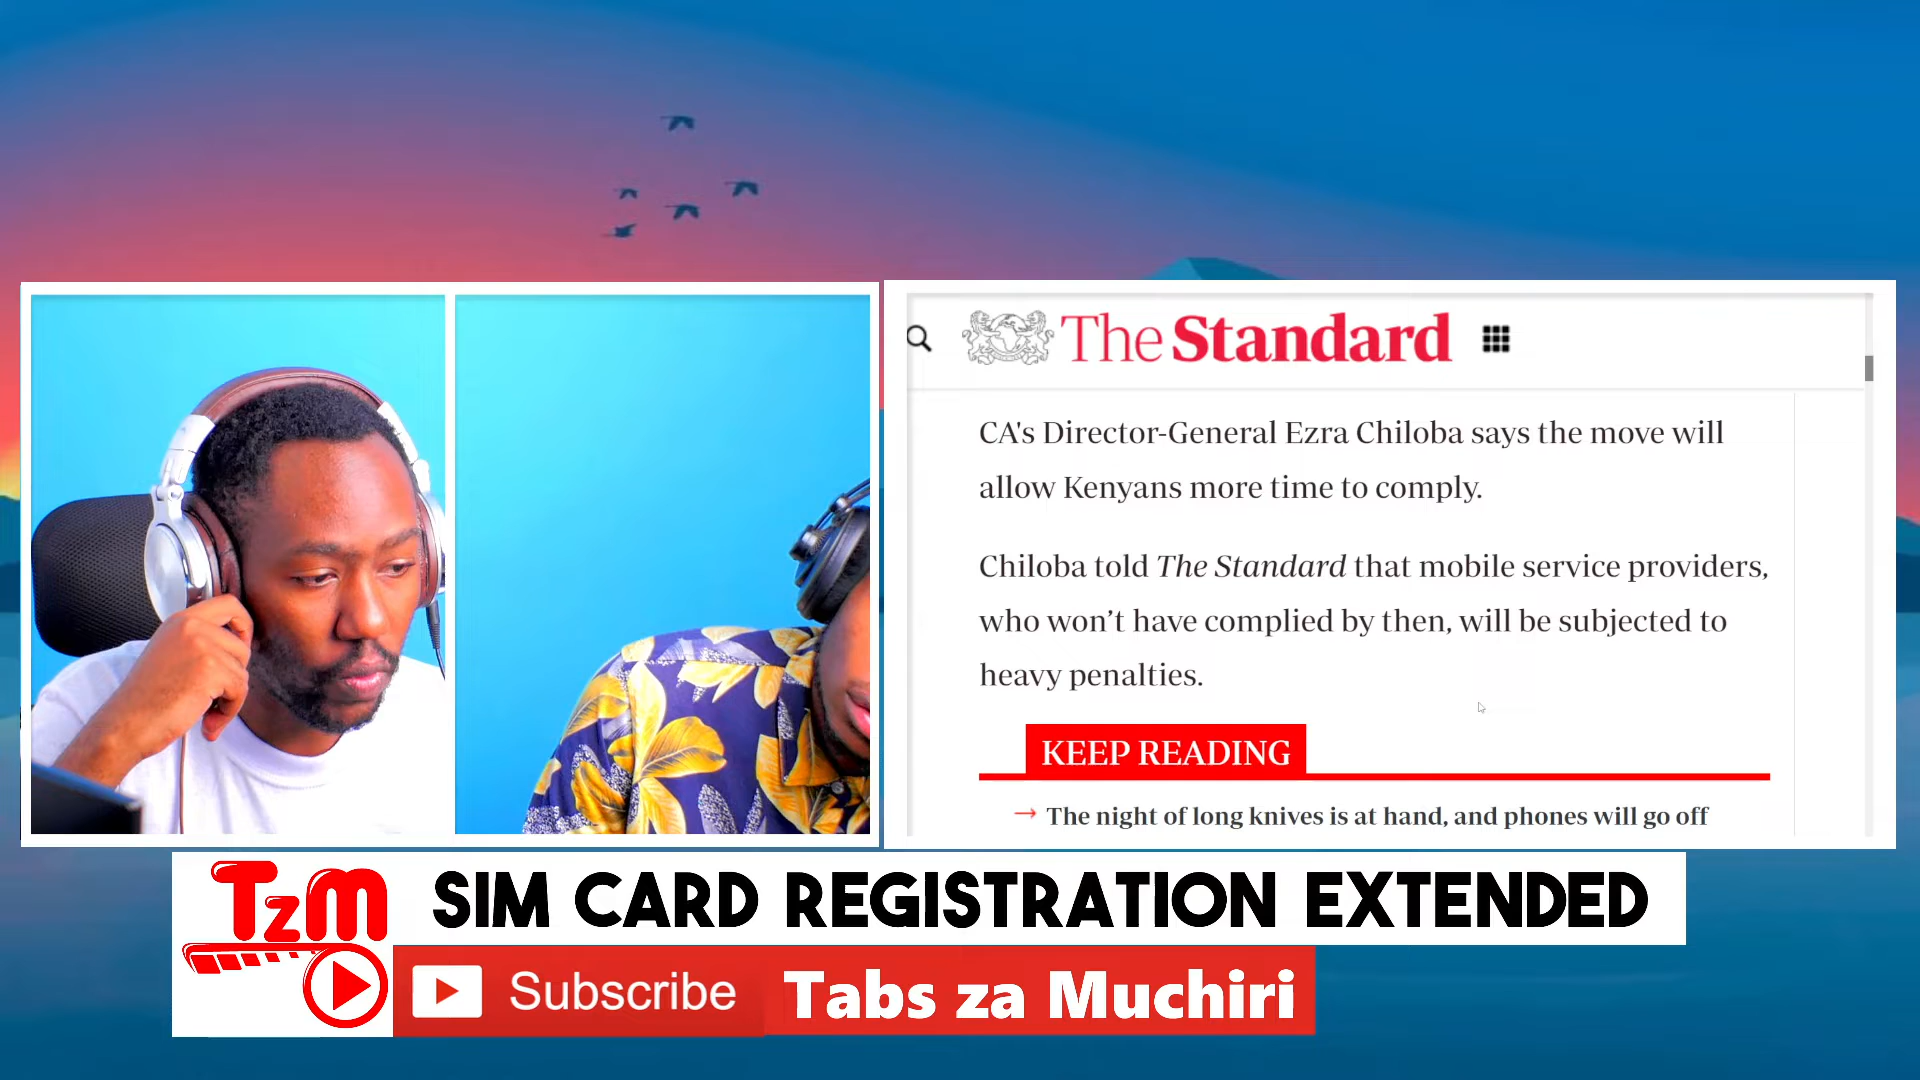 The Standard
CA's Director-General Ezra Chiloba says the move will
allow Kenyans more time to comply.
Chiloba told The Standard that mobile service providers,
who won’t have complied by then, will be subjected to
heavy penalties.
KEEP READING
→ The night of long knives is at hand, and phones will go off
TzM SIM CARD REGISTRATION EXTENDED
Subscribe Tabs za Muchiri